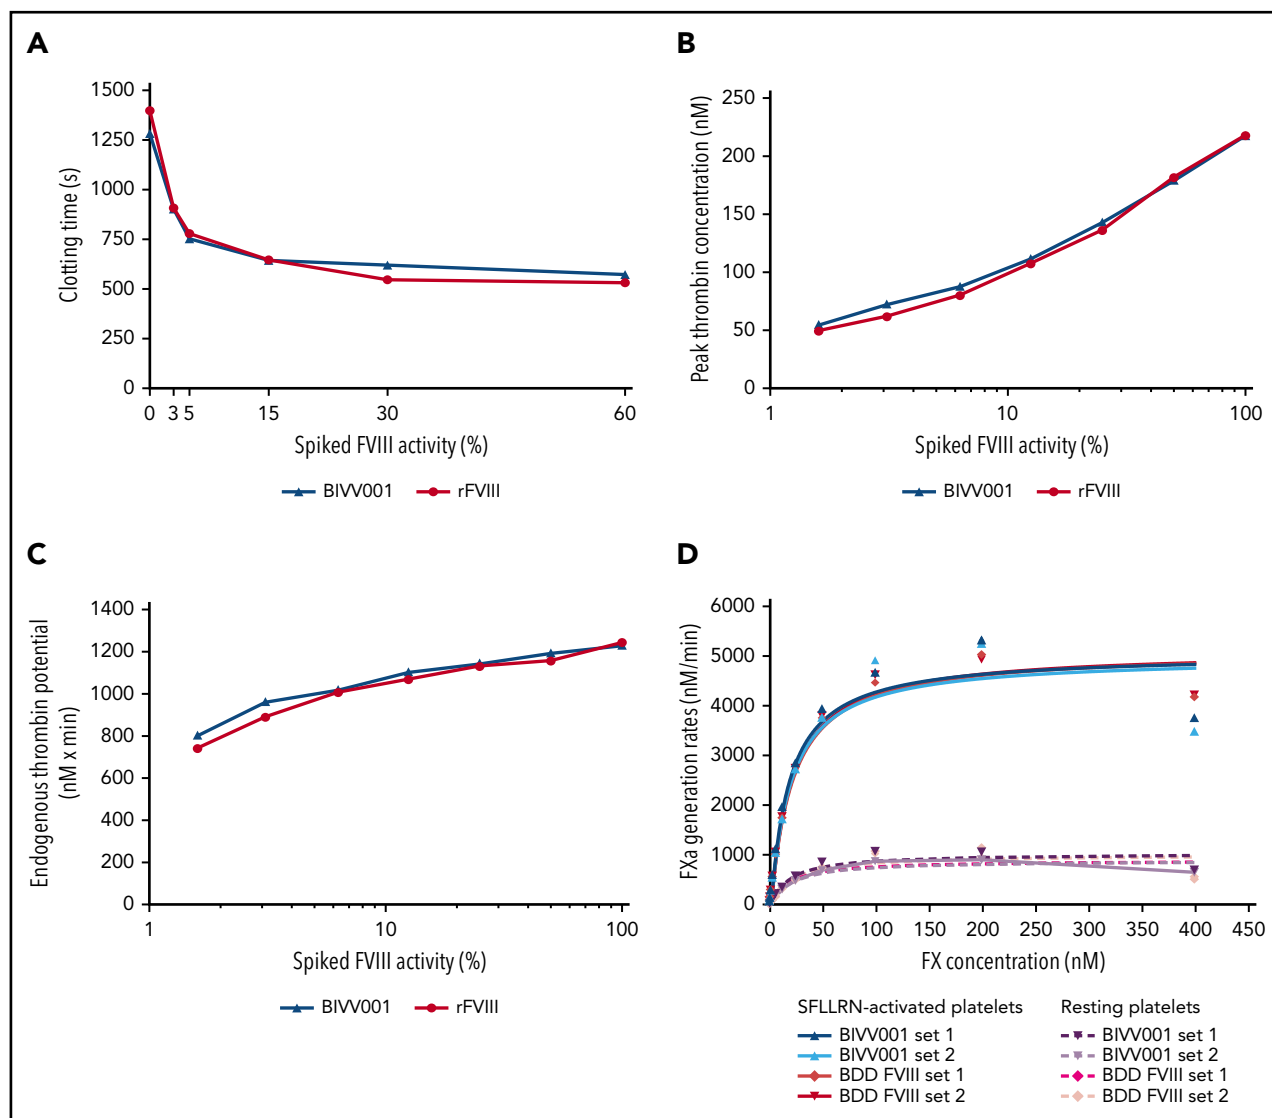 A
1500
1250
1000
750
500
250
0
Clotting time (s)
0 3 5 15 30 60
Spiked FVIII activity (%)
BIVV001 rFVIII
B
250
200
150
100
50
0
Peak thrombin concentration (nM)
1 10 100
Spiked FVIII activity (%)
BIVV001 rFVIII
C
1400
1200
1000
800
600
400
200
0
Endogenous thrombin potential
(nM x min)
1 10 100
Spiked FVIII activity (%)
BIVV001 rFVIII
D
6000
5000
4000
3000
2000
1000
0
FXa generation rates (nM/min)
0 50 100 150 200 250 300 350 400 450
FX concentration (nM)
SFLLRN-activated platelets
BIVV001 set 1
BIVV001 set 2
BDD FVIII set 1
BDD FVIII set 2
Resting platelets
BIVV001 set 1
BIVV001 set 2
BDD FVIII set 1
BDD FVIII set 2